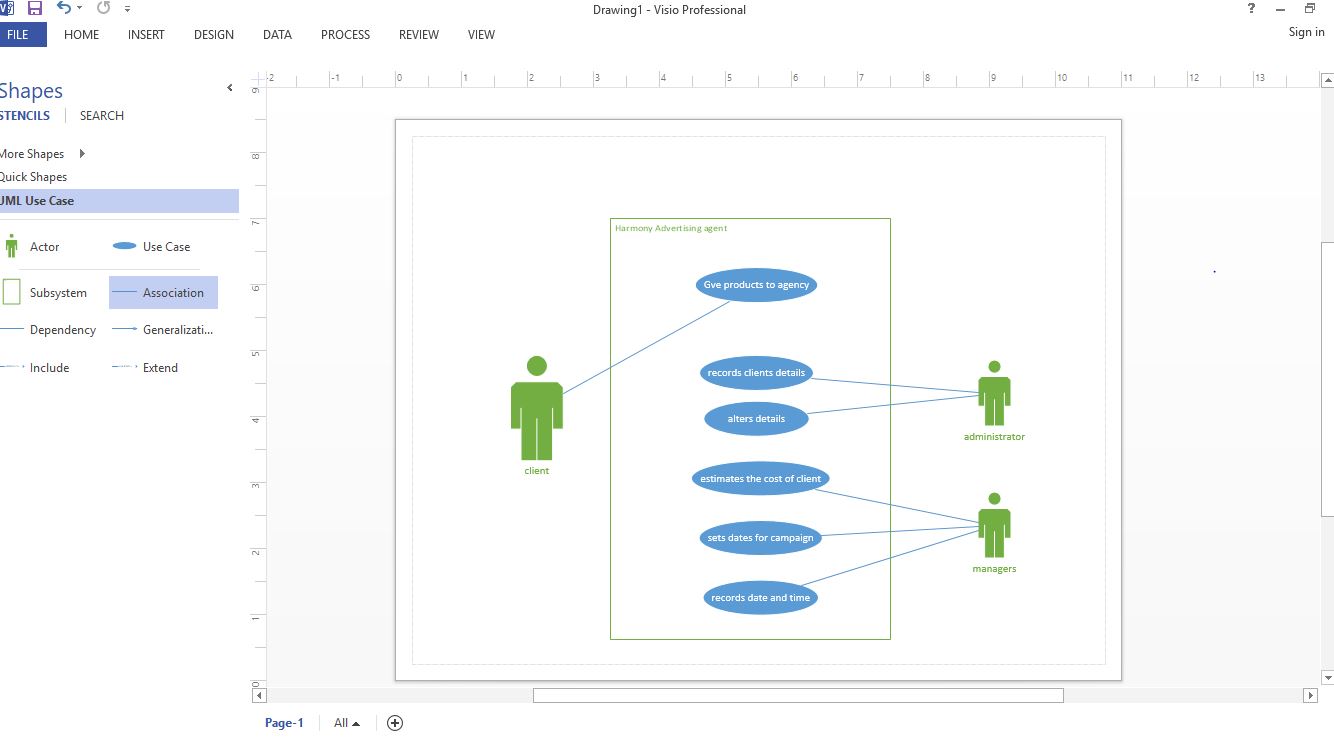 Drawing1 - Visio Professional
?
FILE HOME INSERT DESIGN DATA PROCESS REVIEW VIEW
Sign in
Shapes
STENCILS SEARCH
More Shapes
Quick Shapes
UML Use Case
Actor Use Case
Subsystem Association
Dependency Generalizati...
Include Extend
-2 -1 0 1 2 3 4 5 6 7 8 9 10 11 12 13
9
8
7
6
5
4
3
2
1
0
Harmony Advertising agent
Gve products to agency
records clients details
alters details
estimates the cost of client
sets dates for campaign
records date and time
client
administrator
managers
Page-1 All